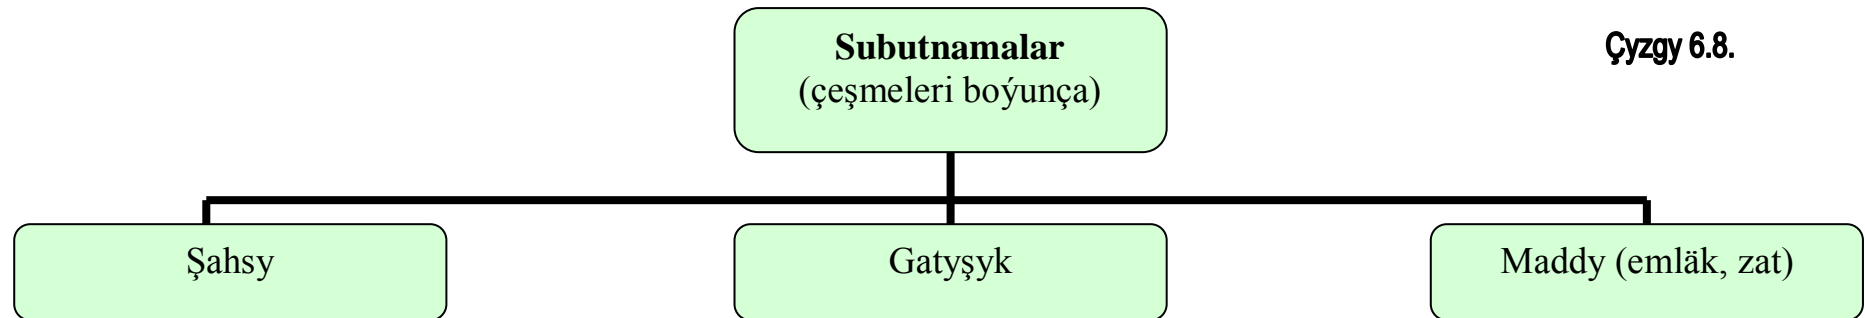 Subutnamalar
(çeşmeleri boýunça)
Çyzgy 6.8.
Şahsy
Gatyşyk
Maddy (emläk, zat)